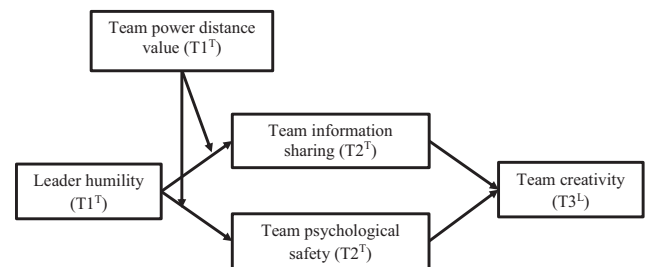 Team power distance
value (T1ᵀ)
Team information
sharing (T2ᵀ)
Leader humility
(T1ᵀ)
Team creativity
(T3ᴸ)
Team psychological
safety (T2ᵀ)